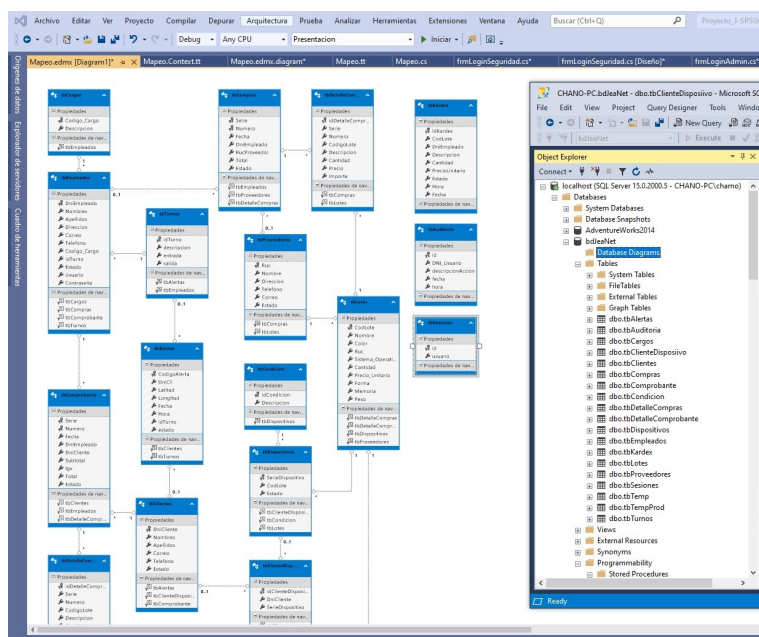 Archivo Editar Ver Proyecto Compilar Depurar Arquitectura Prueba Analizar Herramientas Extensiones Ventana Ayuda Buscar (Ctrl+Q) Proyecto_J-SPSG
Debug Any CPU Presentacion Iniciar
Mapeo.edmx [Diagram1]* Mapeo.Context.tt Mapeo.edmx.diagram* Mapeo.tt Mapeo.cs frmLoginSeguridad.cs* frmLoginSeguridad.cs [Diseño]* frmLoginAdmin.cs*
Orígenes de datos
Explorador de servidores
Cuadro de herramientas
tbCargos
Propiedades
Codigo_Cargo
Descripcion
Propiedades de nav...
tbEmpleados
tbEmpleados
Propiedades
DniEmpleado
Nombres
Apellidos
Direccion
Correo
Telefono
Codigo_Cargo
idTurno
Estado
Usuario
Contraseña
Propiedades de nav...
tbCargos
tbCompras
tbComprobante
tbTurnos
tbComprobante
Propiedades
Serie
Numero
Fecha
DniEmpleado
DniCliente
Subtotal
Igv
Total
Estado
Propiedades de nav...
tbClientes
tbEmpleados
tbDetalleCompr...
tbDetalleCom...
Propiedades
idDetalleCompr...
Serie
Numero
CodigoLote
Descripcion
tbTurnos
Propiedades
idTurno
descripcion
entrada
salida
Propiedades de nav...
tbAlertas
tbEmpleados
tbAlertas
Propiedades
CodigoAlerta
DniCli
Latitud
Longitud
Fecha
Hora
idTurno
estado
Propiedades de nav...
tbClientes
tbTurnos
tbClientes
Propiedades
DniCliente
Nombres
Apellidos
Correo
Telefono
Estado
Propiedades de nav...
tbAlertas
tbClienteDisposi...
tbComprobante
tbCompras
Propiedades
Serie
Numero
Fecha
DniEmpleado
RucProveedor
Total
Estado
Propiedades de nav...
tbEmpleados
tbProveedores
tbDetalleCompras
tbProveedores
Propiedades
Ruc
Nombre
Direccion
Telefono
Correo
Estado
Propiedades de nav...
tbCompras
tbLotes
tbCondicion
Propiedades
idCondicion
Descripcion
Propiedades de nav...
tbDispositivos
tbDispositivos
Propiedades
SerieDispositivo
CodLote
Estado
Propiedades de nav...
tbClienteDisposi...
tbCondicion
tbLotes
tbClienteDisp...
Propiedades
idClienteDisposi...
DniCliente
SerieDispositivo
Propiedades de nav...
tbDetalleCom...
Propiedades
idDetalleCompr...
Serie
Numero
CodigoLote
Descripcion
Cantidad
Precio
Importe
Propiedades de nav...
tbCompras
tbLotes
tbLotes
Propiedades
CodLote
Nombre
Color
Ruc
Sistema_Operati...
Cantidad
Precio_Unitario
Forma
Memoria
Peso
Propiedades de nav...
tbDetalleCompras
tbDetalleCompr...
tbDispositivos
tbProveedores
tbKardex
Propiedades
idKardex
CodLote
DniEmpleado
Descripcion
Cantidad
PrecioUnitario
Estado
Hora
Fecha
Propiedades de nav...
tbAuditoria
Propiedades
id
DNI_Usuario
descripcionAccion
fecha
hora
Propiedades de nav...
tbSesiones
Propiedades
id
usuario
Propiedades de nav...
CHANO-PC.bdJeaNet - dbo.tbClienteDisposiivo - Microsoft SQ
File Edit View Project Query Designer Tools Windo
New Query
bdJeaNet Execute
Object Explorer
Connect
localhost (SQL Server 15.0.2000.5 - CHANO-PC\chamo)
Databases
System Databases
Database Snapshots
AdventureWorks2014
bdJeaNet
Database Diagrams
Tables
System Tables
FileTables
External Tables
Graph Tables
dbo.tbAlertas
dbo.tbAuditoria
dbo.tbCargos
dbo.tbClienteDisposiivo
dbo.tbClientes
dbo.tbCompras
dbo.tbComprobante
dbo.tbCondicion
dbo.tbDetalleCompras
dbo.tbDetalleComprobante
dbo.tbDispositivos
dbo.tbEmpleados
dbo.tbKardex
dbo.tbLotes
dbo.tbProveedores
dbo.tbSesiones
dbo.tbTemp
dbo.tbTempProd
dbo.tbTurnos
Views
External Resources
Synonyms
Programmability
Stored Procedures
Ready